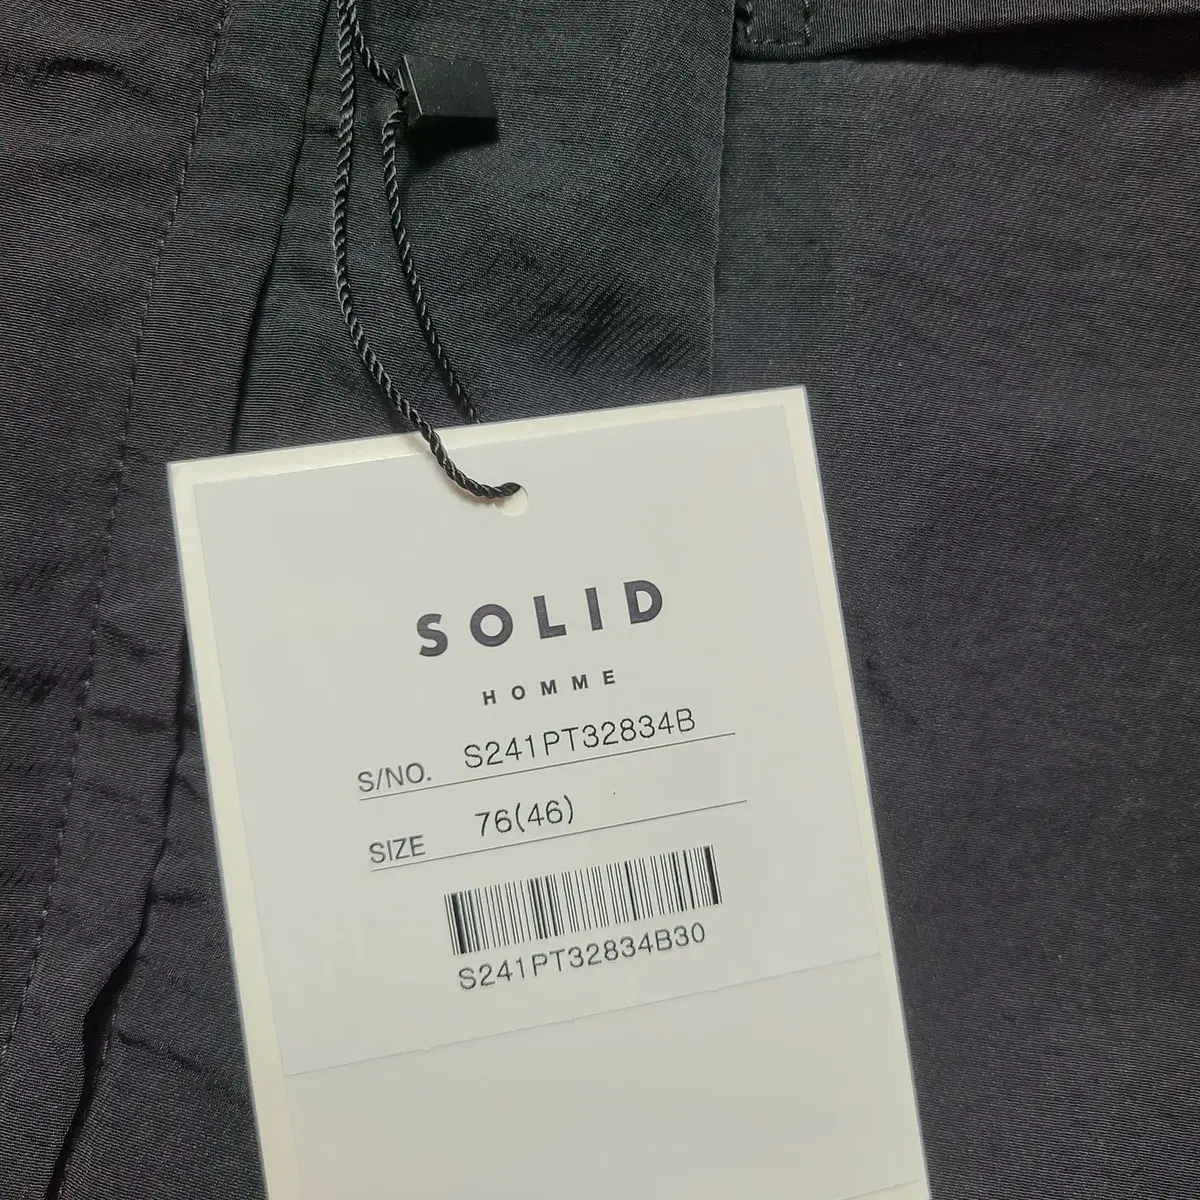 SOLID
HOMME
S/NO. S241PT32834B
SIZE 76(46)
S241PT32834B30